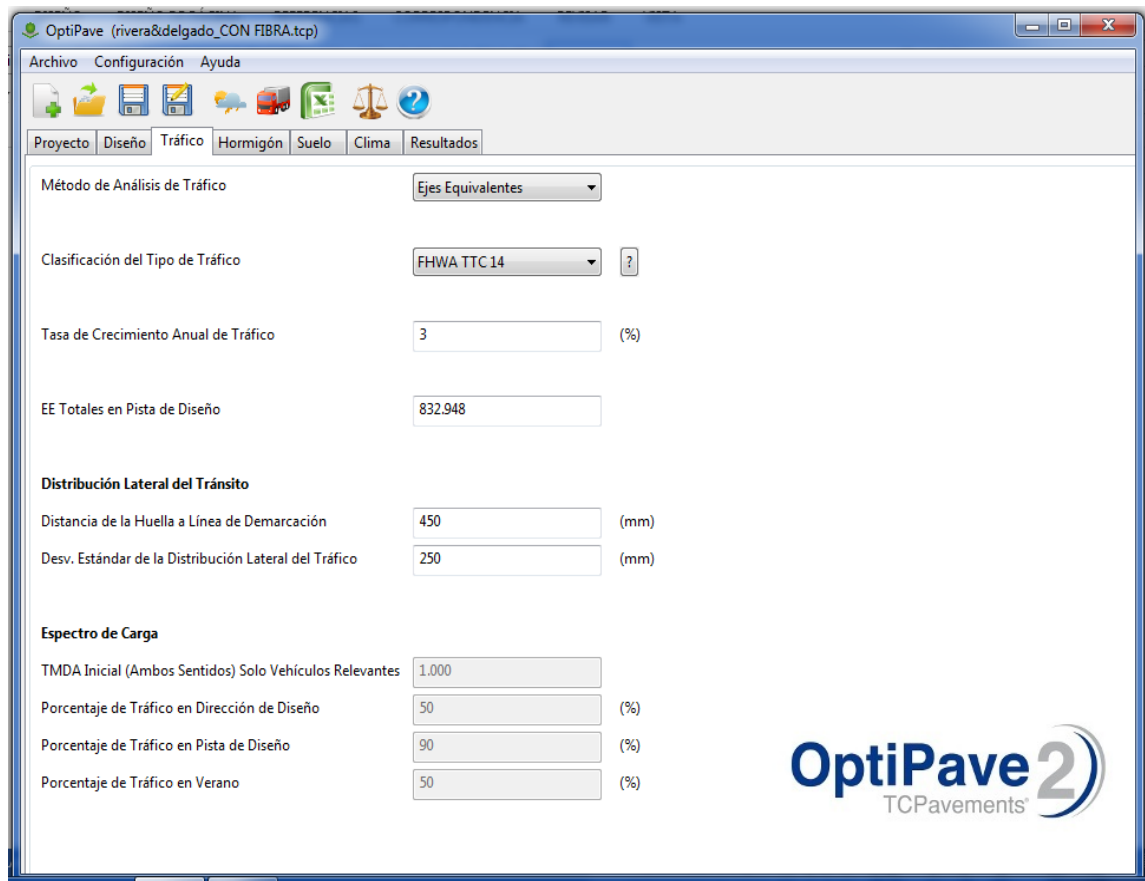 OptiPave (rivera&delgado_CON FIBRA.tcp)
Archivo Configuración Ayuda
Proyecto Diseño Tráfico Hormigón Suelo Clima Resultados
Método de Análisis de Tráfico Ejes Equivalentes
Clasificación del Tipo de Tráfico FHWA TTC 14 ?
Tasa de Crecimiento Anual de Tráfico 3 (%)
EE Totales en Pista de Diseño 832.948
Distribución Lateral del Tránsito
Distancia de la Huella a Línea de Demarcación 450 (mm)
Desv. Estándar de la Distribución Lateral del Tráfico 250 (mm)
Espectro de Carga
TMDA Inicial (Ambos Sentidos) Solo Vehículos Relevantes 1.000
Porcentaje de Tráfico en Dirección de Diseño 50 (%)
Porcentaje de Tráfico en Pista de Diseño 90 (%)
Porcentaje de Tráfico en Verano 50 (%)
OptiPave 2
TCPavements